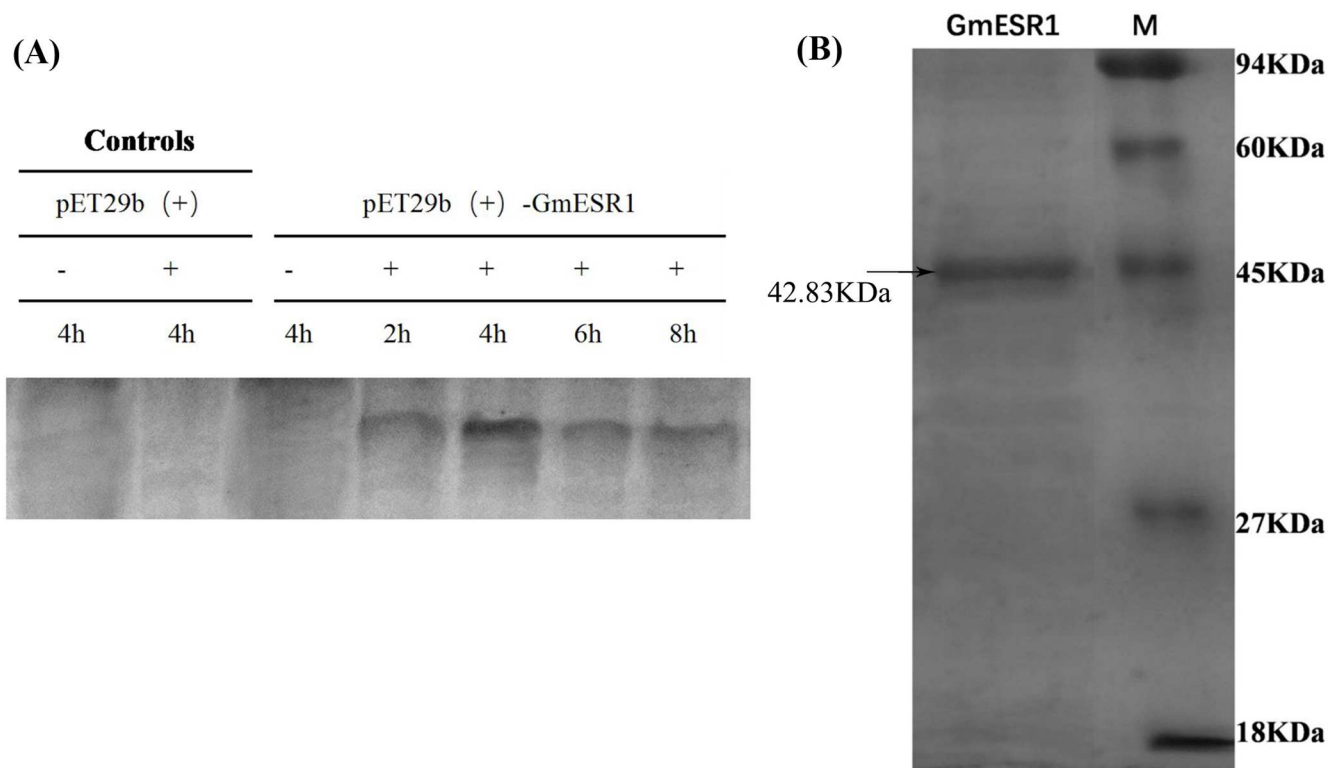 (A)
Controls
pET29b (+)
pET29b (+) -GmESR1
- + - + + + +
4h 4h 4h 2h 4h 6h 8h
(B)
GmESR1 M
94KDa
60KDa
45KDa
42.83KDa
27KDa
18KDa